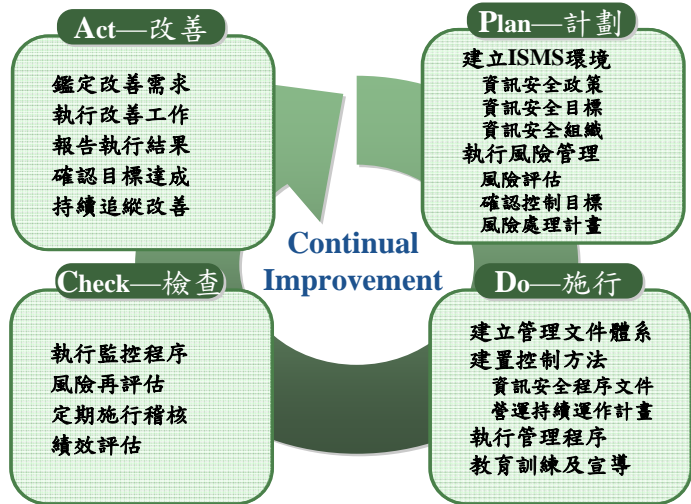 Act—改善
鑑定改善需求
執行改善工作
報告執行結果
確認目標達成
持續追縱改善
Plan—計劃
建立ISMS環境
資訊安全政策
資訊安全目標
資訊安全組織
執行風險管理
風險評估
確認控制目標
風險處理計畫
Continual
Improvement
Check—檢查
執行監控程序
風險再評估
定期施行稽核
績效評估
Do—施行
建立管理文件體系
建置控制方法
資訊安全程序文件
營運持續運作計畫
執行管理程序
教育訓練及宣導